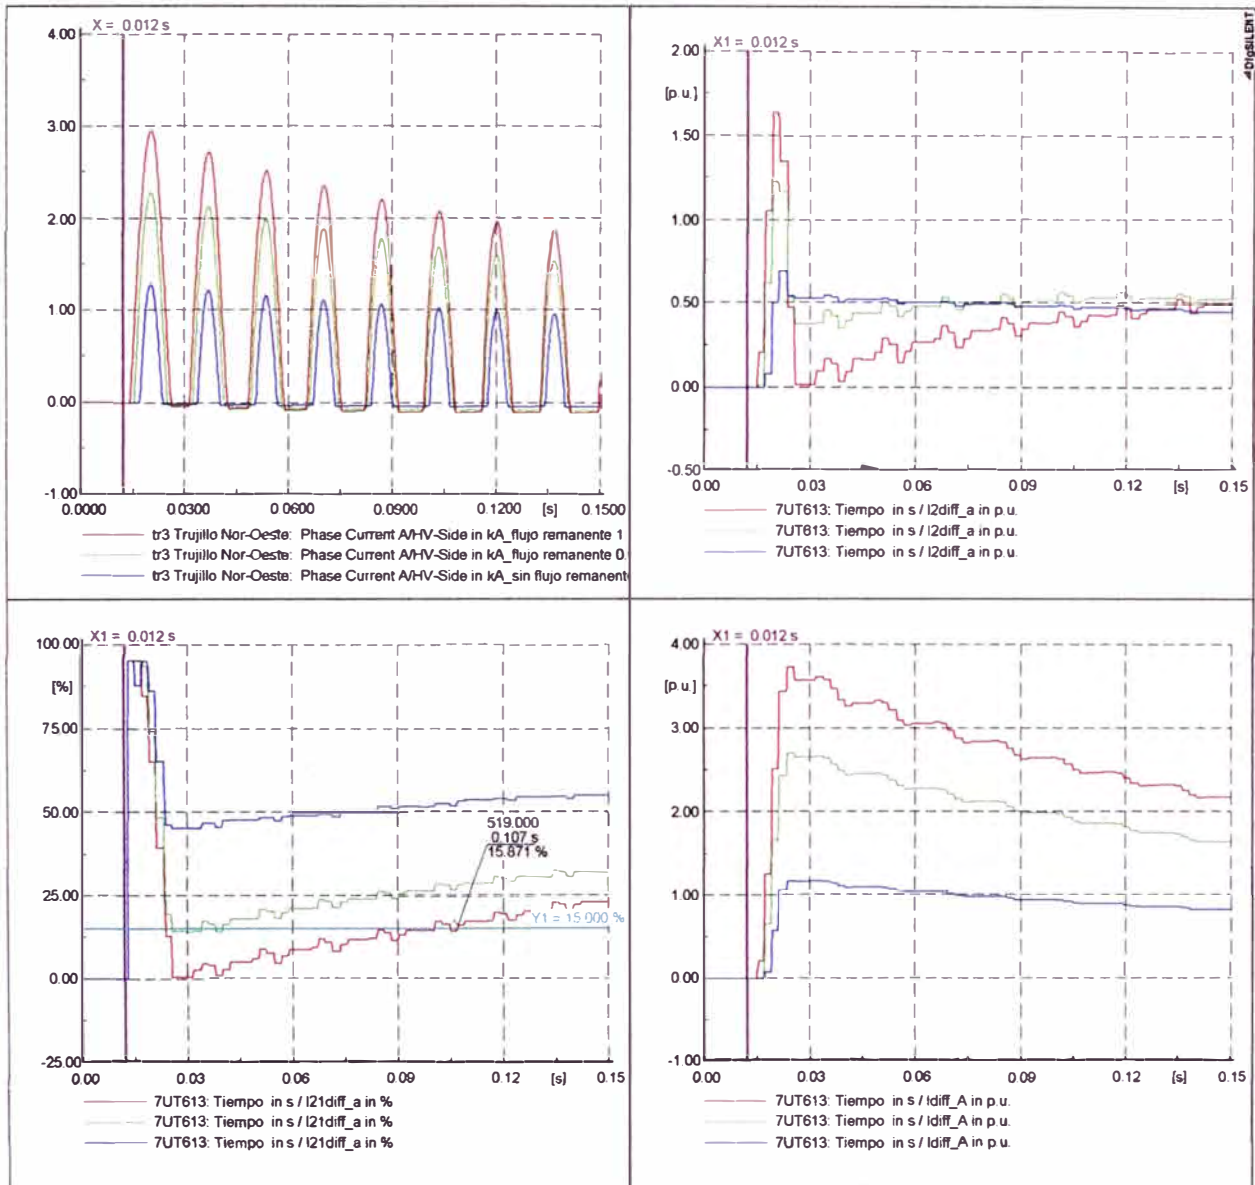 X = 0.012 s
4.00
3.00
2.00
1.00
0.00
-1.00
0.0000
0.0300
0.0600
0.0900
0.1200
[s]
0.1500
tr3 Trujillo Nor-Oeste: Phase Current A/HV-Side in kA_flujo remanente 1
tr3 Trujillo Nor-Oeste: Phase Current A/HV-Side in kA_flujo remanente 0
tr3 Trujillo Nor-Oeste: Phase Current A/HV-Side in kA_sin flujo remanente
DIgSILENT
X1 = 0.012 s
2.00
[p.u.]
1.50
1.00
0.50
0.00
-0.50
0.00
0.03
0.06
0.09
0.12
[s]
0.15
7UT613: Tiempo in s / I2diff_a in p.u.
7UT613: Tiempo in s / I2diff_a in p.u.
7UT613: Tiempo in s / I2diff_a in p.u.
X1 = 0.012 s
100.00
[%]
75.00
50.00
25.00
0.00
-25.00
519.000
0.107 s
15.871 %
Y1 = 15.000 %
0.00
0.03
0.06
0.09
0.12
[s]
0.15
7UT613: Tiempo in s / I21diff_a in %
7UT613: Tiempo in s / I21diff_a in %
7UT613: Tiempo in s / I21diff_a in %
X1 = 0.012 s
4.00
[p.u.]
3.00
2.00
1.00
0.00
-1.00
0.00
0.03
0.06
0.09
0.12
[s]
0.15
7UT613: Tiempo in s / Idiff_A in p.u.
7UT613: Tiempo in s / Idiff_A in p.u.
7UT613: Tiempo in s / Idiff_A in p.u.